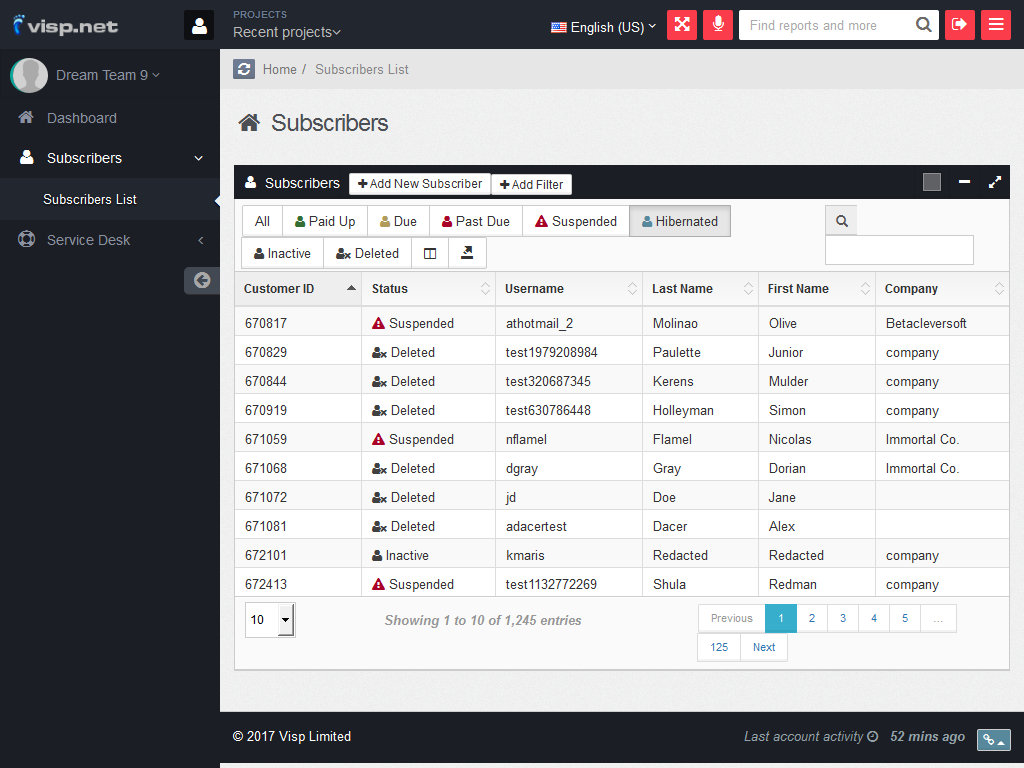 visp.net
PROJECTS
Recent projects
English (US)
Find reports and more
Dream Team 9
Home / Subscribers List
Dashboard
Subscribers
Subscribers List
Service Desk
Subscribers
Subscribers Add New Subscriber Add Filter
All Paid Up Due Past Due Suspended Hibernated
Inactive Deleted
Customer ID Status Username Last Name First Name Company
670817 Suspended athotmail_2 Molinao Olive Betacleversoft
670829 Deleted test1979208984 Paulette Junior company
670844 Deleted test320687345 Kerens Mulder company
670919 Deleted test630786448 Holleyman Simon company
671059 Suspended nflamel Flamel Nicolas Immortal Co.
671068 Deleted dgray Gray Dorian Immortal Co.
671072 Deleted jd Doe Jane
671081 Deleted adacertest Dacer Alex
672101 Inactive kmaris Redacted Redacted company
672413 Suspended test1132772269 Shula Redman company
10 Showing 1 to 10 of 1,245 entries Previous 1 2 3 4 5 ...
125 Next
© 2017 Visp Limited Last account activity 52 mins ago